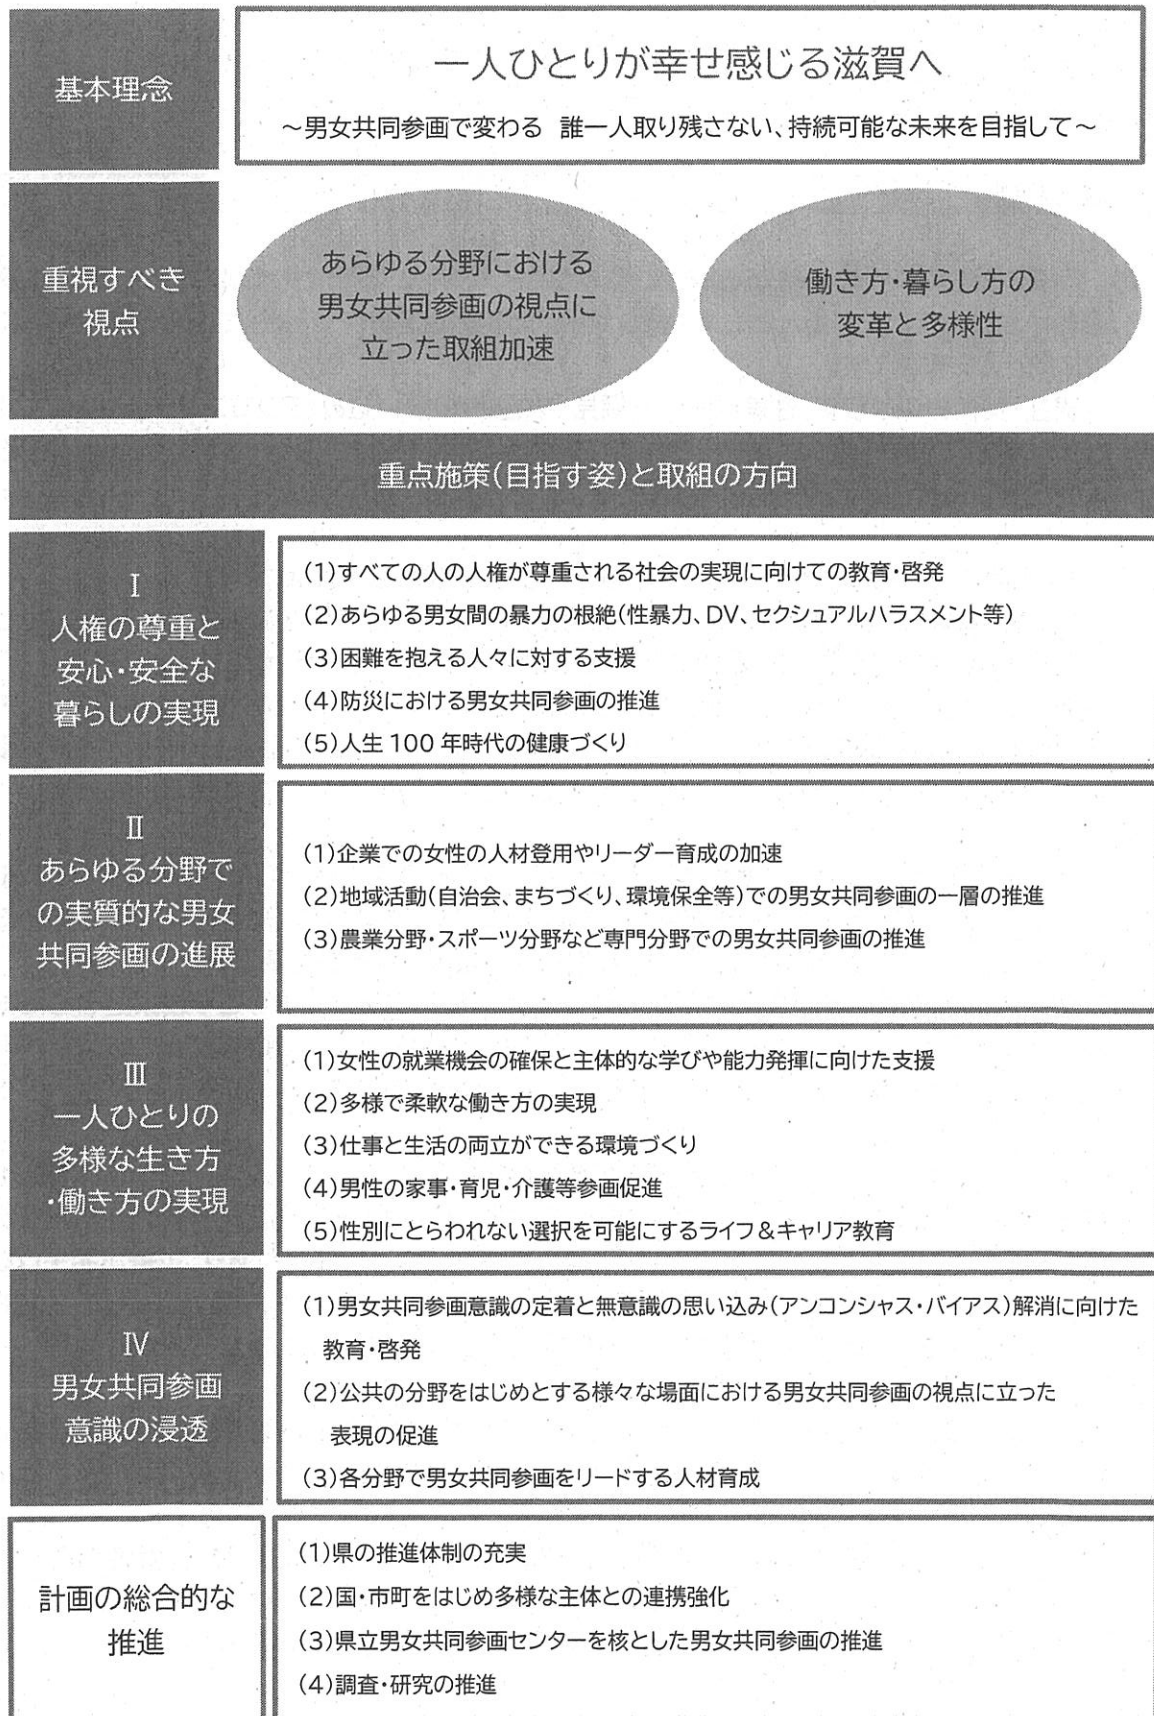 基本理念
一人ひとりが幸せ感じる滋賀へ
～男女共同参画で変わる 誰一人取り残さない、持続可能な未来を目指して～
重視すべき
視点
あらゆる分野における
男女共同参画の視点に
立った取組加速
働き方・暮らし方の
変革と多様性
重点施策(目指す姿)と取組の方向
Ⅰ
人権の尊重と
安心・安全な
暮らしの実現
(1)すべての人の人権が尊重される社会の実現に向けての教育・啓発
(2)あらゆる男女間の暴力の根絶(性暴力、DV、セクシュアルハラスメント等)
(3)困難を抱える人々に対する支援
(4)防災における男女共同参画の推進
(5)人生 100 年時代の健康づくり
Ⅱ
あらゆる分野で
の実質的な男女
共同参画の進展
(1)企業での女性の人材登用やリーダー育成の加速
(2)地域活動(自治会、まちづくり、環境保全等)での男女共同参画の一層の推進
(3)農業分野・スポーツ分野など専門分野での男女共同参画の推進
Ⅲ
一人ひとりの
多様な生き方
・働き方の実現
(1)女性の就業機会の確保と主体的な学びや能力発揮に向けた支援
(2)多様で柔軟な働き方の実現
(3)仕事と生活の両立ができる環境づくり
(4)男性の家事・育児・介護等参画促進
(5)性別にとらわれない選択を可能にするライフ＆キャリア教育
Ⅳ
男女共同参画
意識の浸透
(1)男女共同参画意識の定着と無意識の思い込み(アンコンシャス・バイアス)解消に向けた
教育・啓発
(2)公共の分野をはじめとする様々な場面における男女共同参画の視点に立った
表現の促進
(3)各分野で男女共同参画をリードする人材育成
計画の総合的な
推進
(1)県の推進体制の充実
(2)国・市町をはじめ多様な主体との連携強化
(3)県立男女共同参画センターを核とした男女共同参画の推進
(4)調査・研究の推進